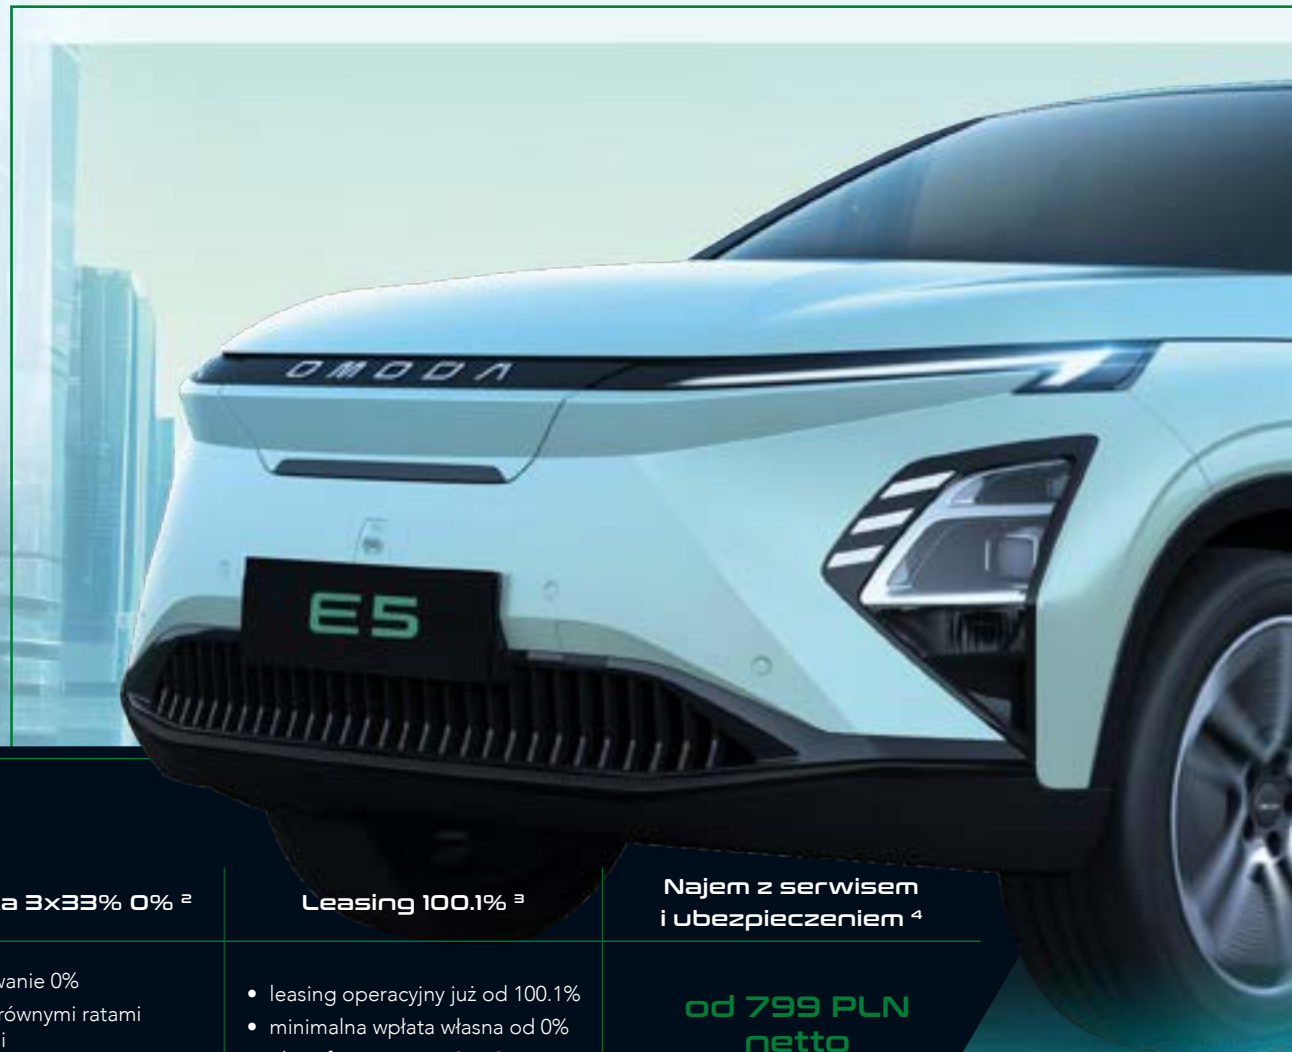 OMODA
E5
a 3x33% 0% ²
Leasing 100.1% ³
Najem z serwisem
i ubezpieczeniem ⁴
wanie 0%
równymi ratami
i
• leasing operacyjny już od 100.1%
• minimalna wpłata własna od 0%
od 799 PLN
netto